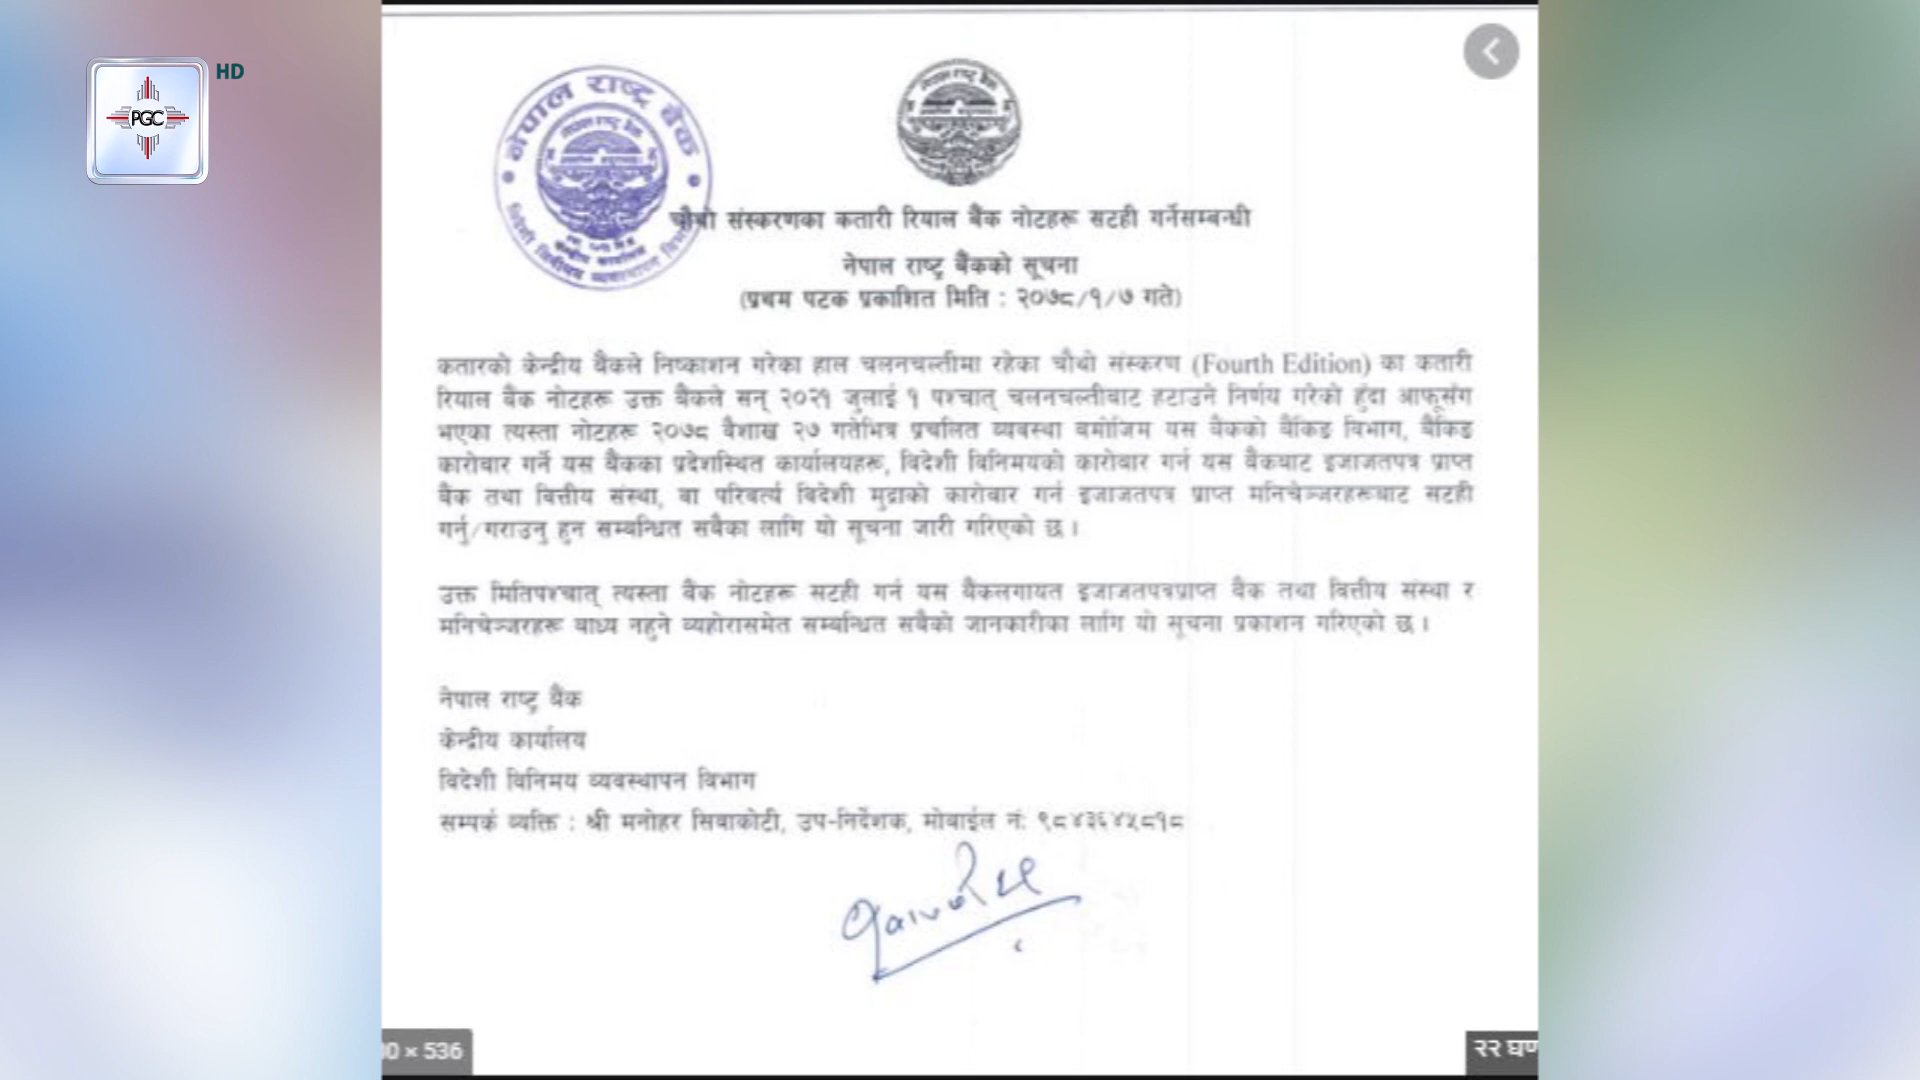 HD
PGC
नेपाल राष्ट्र बैंक
चौथो संस्करणका कतारी रियाल बैंक नोटहरू सटही गर्नेसम्बन्धी
नेपाल राष्ट्र बैंकको सूचना
(प्रथम पटक प्रकाशित मिति : २०७८/१/७ गते)
कतारको केन्द्रीय बैंकले निष्काशन गरेका हाल चलनचल्तीमा रहेका चौथो संस्करण (Fourth Edition) का कतारी
रियाल बैंक नोटहरू उक्त बैंकले सन् २०२१ जुलाई १ पश्चात् चलनचल्तीबाट हटाउने निर्णय गरेको हुँदा आफूसँग
भएका त्यस्ता नोटहरू २०७८ बैशाख २७ गतेभित्र प्रचलित व्यवस्था बमोजिम यस बैंकको बैंकिङ विभाग, बैंकिङ
कारोबार गर्ने यस बैंकका प्रदेशस्थित कार्यालयहरू, विदेशी विनिमयको कारोबार गर्न यस बैंकबाट इजाजतपत्र प्राप्त
बैंक तथा वित्तीय संस्था, वा परिवर्त्य विदेशी मुद्राको कारोबार गर्न इजाजतपत्र प्राप्त मनिचेञ्जरहरूबाट सटही
गर्नु/गराउनु हुन सम्बन्धित सबैका लागि यो सूचना जारी गरिएको छ ।
उक्त मितिपश्चात् त्यस्ता बैंक नोटहरू सटही गर्न यस बैंकलगायत इजाजतपत्रप्राप्त बैंक तथा वित्तीय संस्था र
मनिचेञ्जरहरू बाध्य नहुने व्यहोरासमेत सम्बन्धित सबैको जानकारीका लागि यो सूचना प्रकाशन गरिएको छ ।
नेपाल राष्ट्र बैंक
केन्द्रीय कार्यालय
विदेशी विनिमय व्यवस्थापन विभाग
सम्पर्क व्यक्ति : श्री मनोहर सिवाकोटी, उप-निर्देशक, मोबाईल नं: ९८४३६४५८१८
0 × 536
२२ घण